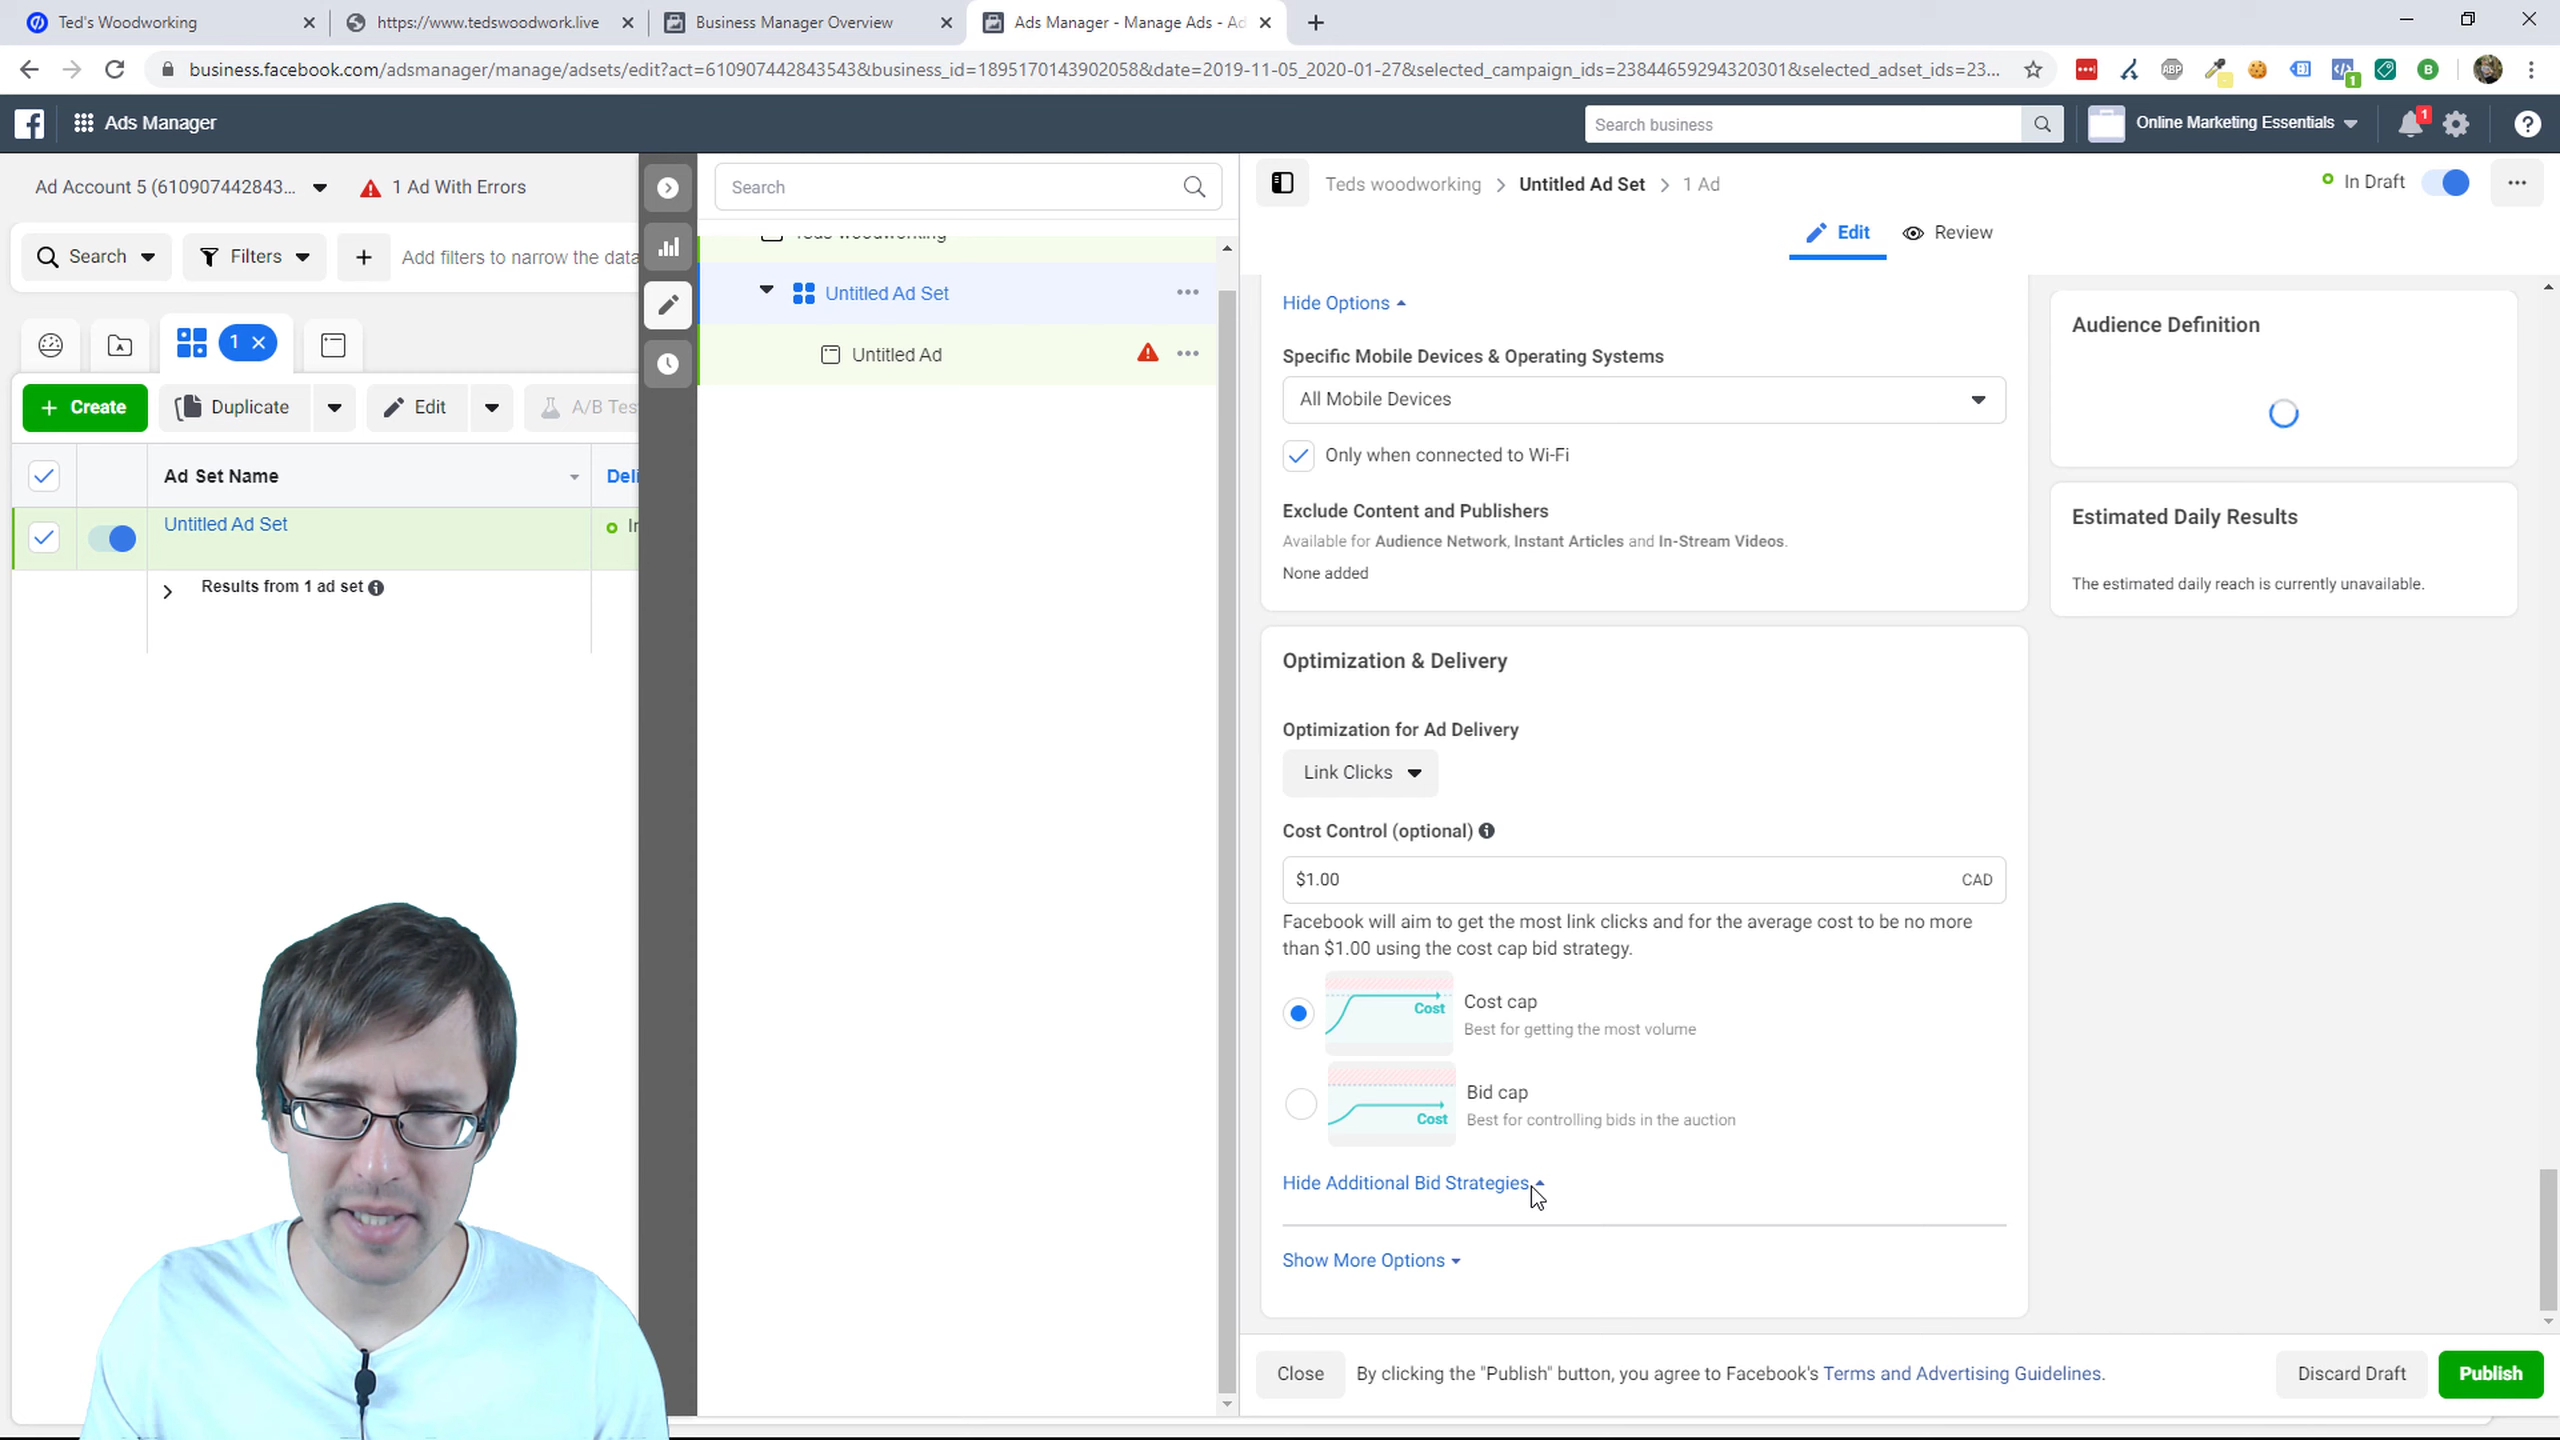 Ted's Woodworking
https://www.tedswoodwork.live
Business Manager Overview
Ads Manager - Manage Ads - Ad
business.facebook.com/adsmanager/manage/adsets/edit?act=610907442843543&business_id=1895170143902058&date=2019-11-05_2020-01-27&selected_campaign_ids=23844659294320301&selected_adset_ids=23...
ABP
1
B
Ads Manager
Search business
Online Marketing Essentials
1
Ad Account 5 (610907442843...
1 Ad With Errors
Search
Filters
Add filters to narrow the data
1
Create
Duplicate
Edit
A/B Tes
Ad Set Name
Deli
Untitled Ad Set
Results from 1 ad set
Search
Teds woodworking
Untitled Ad Set
Untitled Ad
Teds woodworking
Untitled Ad Set
1 Ad
In Draft
Edit
Review
Hide Options
Specific Mobile Devices & Operating Systems
All Mobile Devices
Only when connected to Wi-Fi
Exclude Content and Publishers
Available for Audience Network, Instant Articles and In-Stream Videos.
None added
Optimization & Delivery
Optimization for Ad Delivery
Link Clicks
Cost Control (optional)
$1.00
CAD
Facebook will aim to get the most link clicks and for the average cost to be no more
than $1.00 using the cost cap bid strategy.
Cost
Cost cap
Best for getting the most volume
Cost
Bid cap
Best for controlling bids in the auction
Hide Additional Bid Strategies
Show More Options
Audience Definition
Estimated Daily Results
The estimated daily reach is currently unavailable.
Close
By clicking the "Publish" button, you agree to Facebook's Terms and Advertising Guidelines.
Discard Draft
Publish